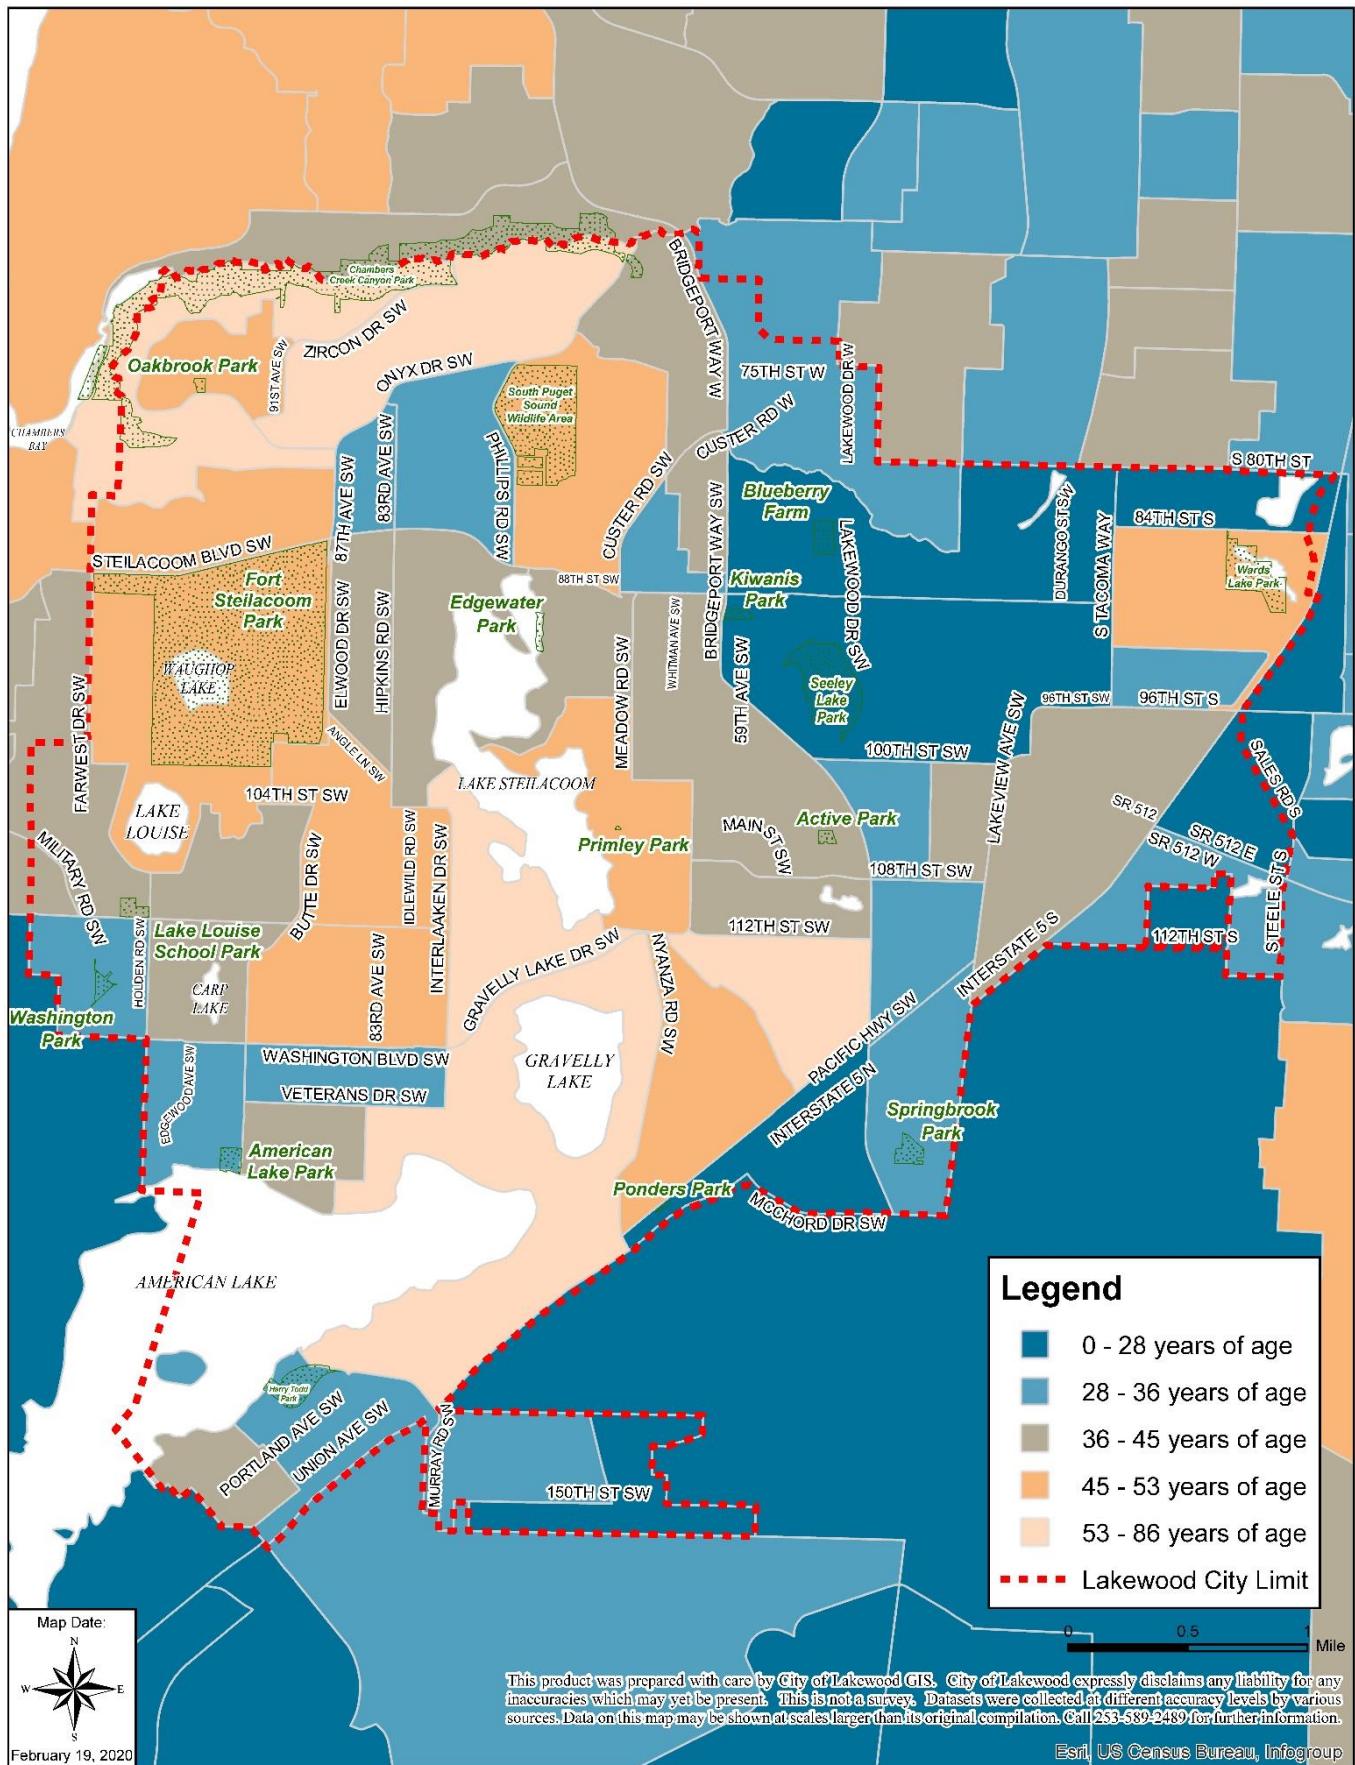 BRIDGEPORT WAY W
Chambers
Creek Canyon Park
ZIRCON DR SW
ONYX DR SW
Oakbrook Park
91ST AVE SW
75TH ST W
LAKEWOOD DR W
South Puget
Sound
Wildlife Area
CHAMBERS
BAY
CUSTER RD W
83RD AVE SW
87TH AVE SW
PHILLIPS RD SW
CUSTER RD SW
S 80TH ST
BRIDGEPORT WAY SW
Blueberry
Farm
LAKEWOOD DR SW
DURANGO ST SW
S TACOMA WAY
84TH ST S
STEILACOOM BLVD SW
Fort
Steilacoom
Park
88TH ST SW
Kiwanis
Park
Wards
Lake Park
Edgewater
Park
ELWOOD DR SW
HIPKINS RD SW
WHITMAN AVE SW
MEADOW RD SW
59TH AVE SW
WAUGHOP
LAKE
Seeley
Lake
Park
96TH ST SW
96TH ST S
FARWEST DR SW
ANGLE LN SW
100TH ST SW
LAKEVIEW AVE SW
SALES RD S
LAKE STEILACOOM
104TH ST SW
LAKE
LOUISE
SR 512
SR 512 E
SR 512 W
MAIN ST SW
Active Park
Primley Park
MILITARY RD SW
IDLEWILD RD SW
INTERLAAKEN DR SW
BUTTE DR SW
108TH ST SW
STEELE ST S
112TH ST SW
112TH ST S
Lake Louise
School Park
HOLDEN RD SW
83RD AVE SW
GRAVELLY LAKE DR SW
NYANZA RD SW
INTERSTATE 5 S
CARP
LAKE
Washington
Park
PACIFIC HWY SW
WASHINGTON BLVD SW
GRAVELLY
LAKE
INTERSTATE 5 N
EDGEWOOD AVE SW
VETERANS DR SW
Springbrook
Park
American
Lake Park
Ponders Park
MCCHORD DR SW
AMERICAN LAKE
Harry Todd
Park
PORTLAND AVE SW
UNION AVE SW
MURRAY RD SW
150TH ST SW
Legend
0 - 28 years of age
28 - 36 years of age
36 - 45 years of age
45 - 53 years of age
53 - 86 years of age
Lakewood City Limit
0 0.5 1
Mile
Map Date:
N
W E
S
February 19, 2020
This product was prepared with care by City of Lakewood GIS. City of Lakewood expressly disclaims any liability for any
inaccuracies which may yet be present. This is not a survey. Datasets were collected at different accuracy levels by various
sources. Data on this map may be shown at scales larger than its original compilation. Call 253-589-2489 for further information.
Esri, US Census Bureau, Infogroup